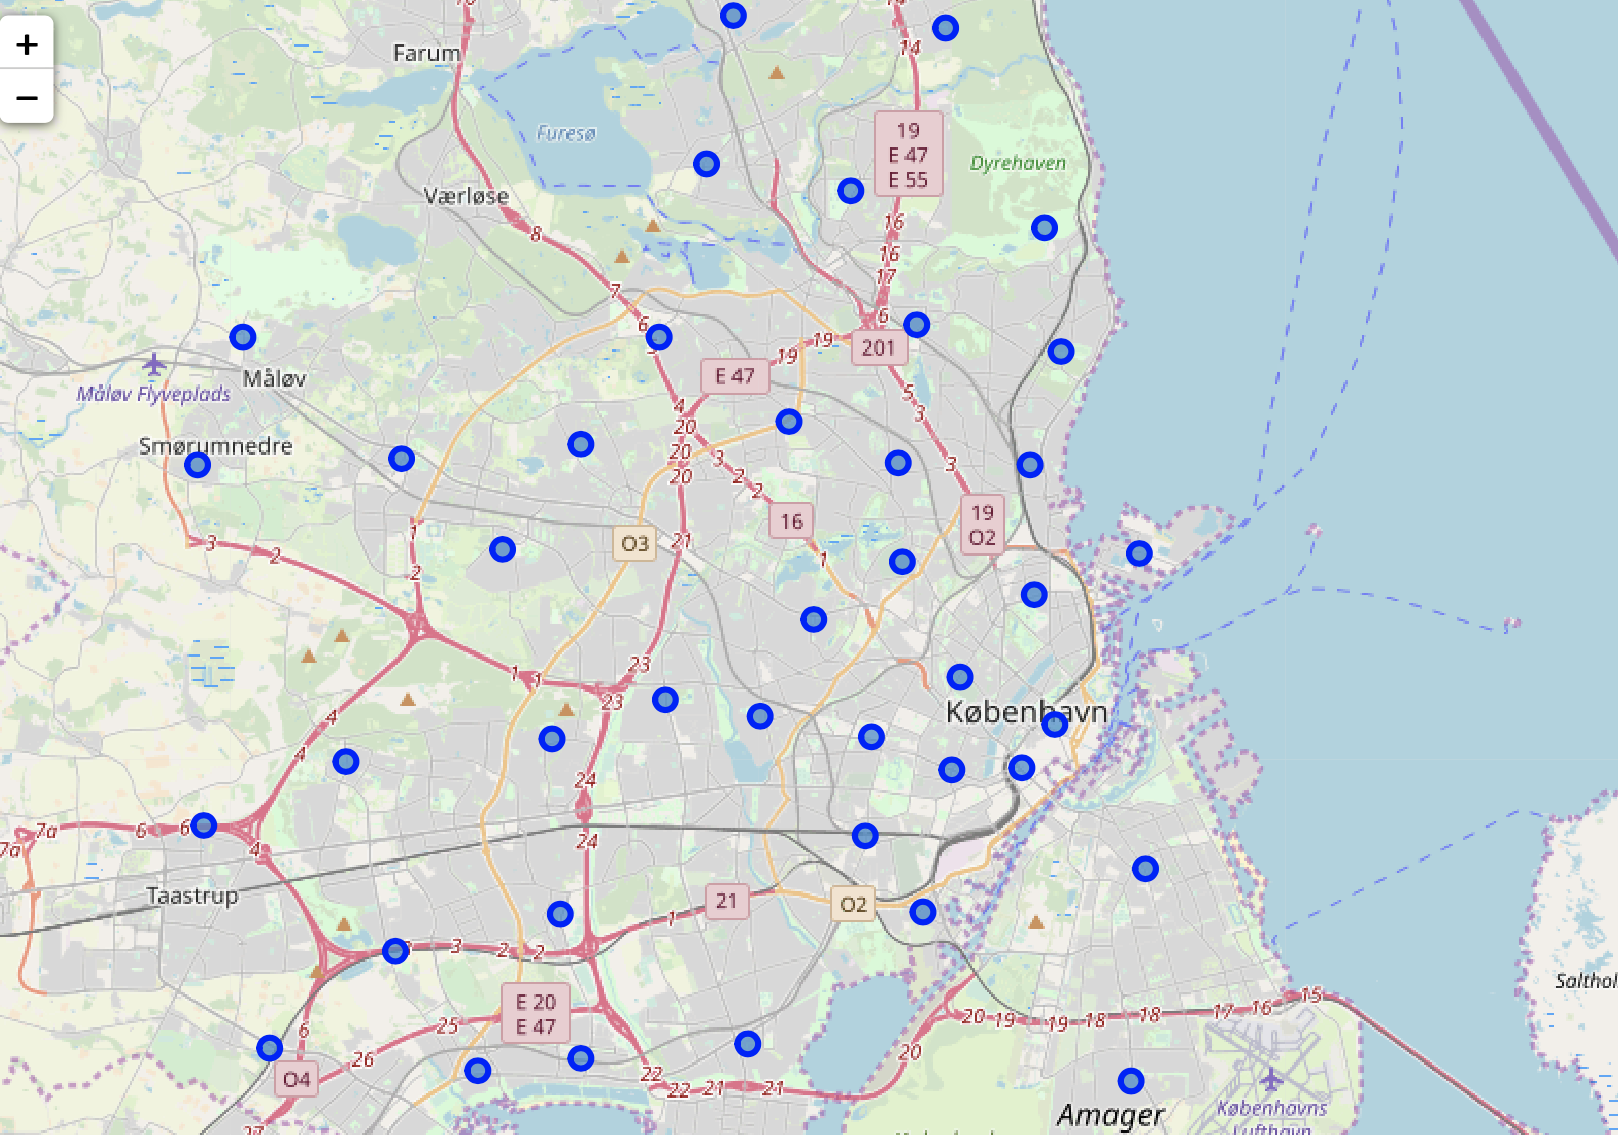 +
−
Farum
14
19
E 47
E 55
Furesø
Dyrehaven
Værløse
8
16
16
17
7
6
6
19
19
201
E 47
Måløv
Måløv Flyveplads
5
3
4
20
Smørumnedre
20
20
3
2
2
3
16
19
O2
1
O3
21
3
2
1
2
23
1
1
23
København
4
4
24
7a
6
6
7a
4
24
Taastrup
21
O2
1
3
2
2
Salthol
E 20
E 47
15
16
17
18
18
19
19
20
25
6
26
20
O4
22
22
21
21
Københavns
Lufthavn
Amager
27